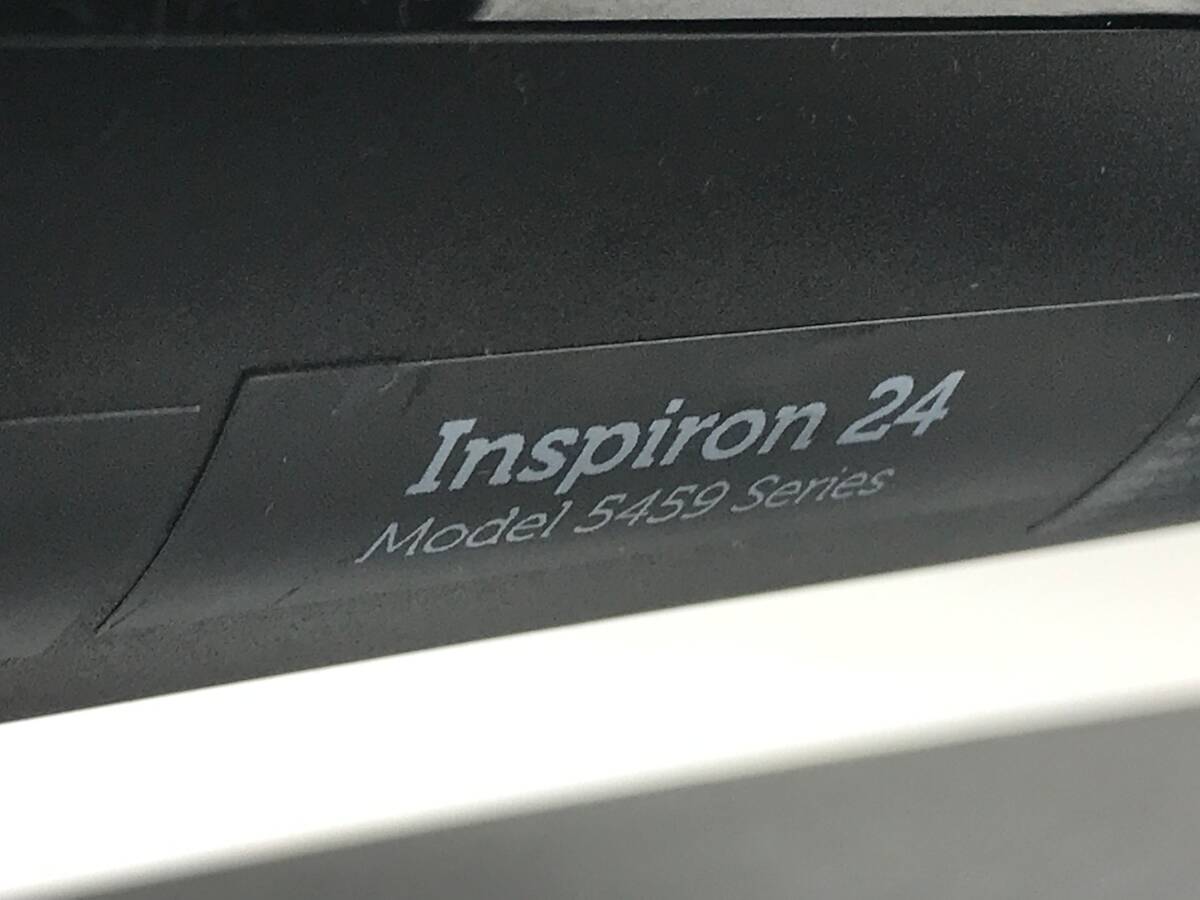 Inspiron 24
Model 5459 Series